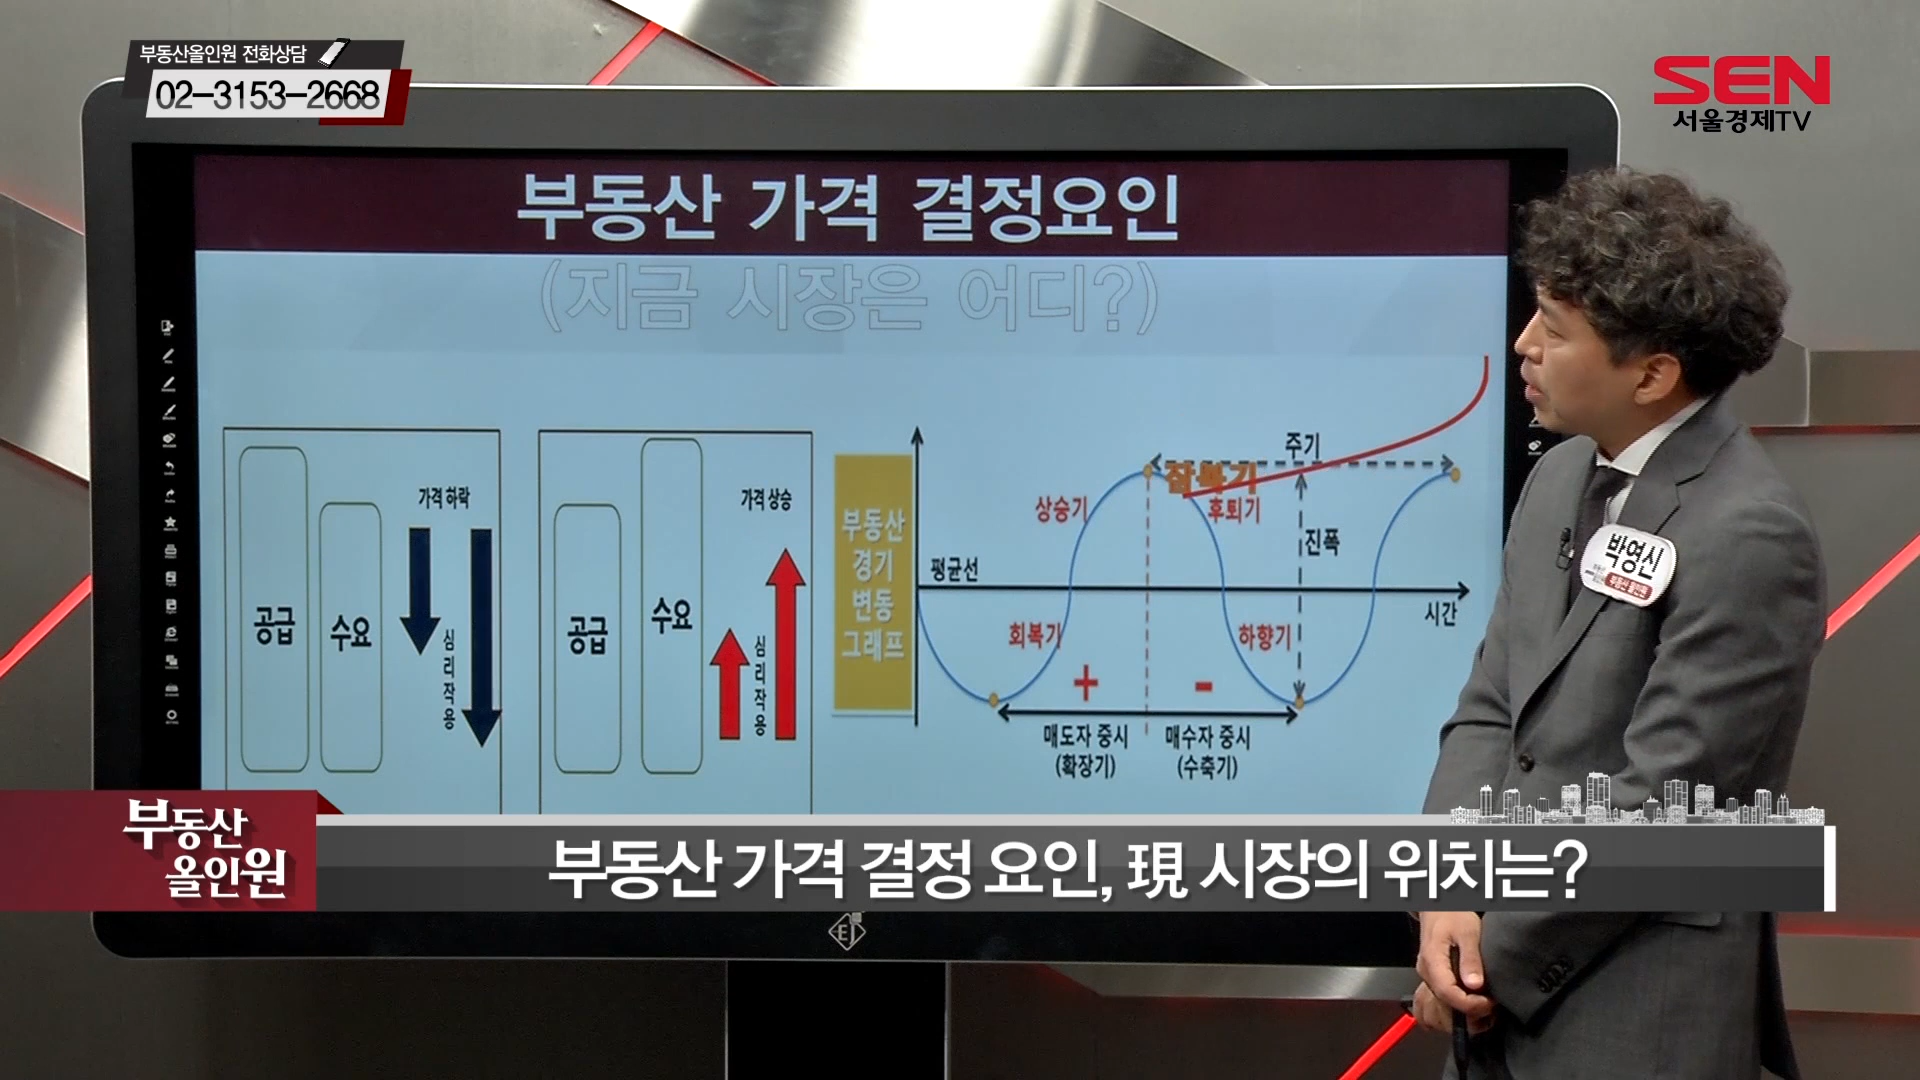 부동산올인원 전화상담
02-3153-2668
SEN
서울경제TV
부동산 가격 결정요인
(지금 시장은 어디?)
공급
수요
가격 하락
심리작용
공급
수요
가격 상승
심리작용
부동산
경기
변동
그래프
평균선
상승기
회복기
잠복기
후퇴기
하향기
주기
진폭
시간
+
-
매도자 중시
(확장기)
매수자 중시
(수축기)
박영신
부동산 올인원
부동산 가격 결정 요인, 現 시장의 위치는?
EJ